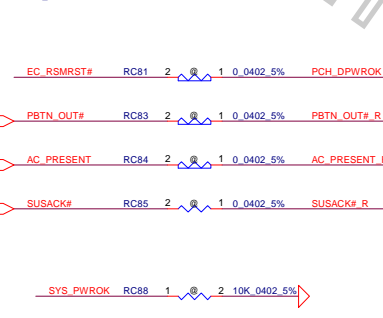 EC_RSMRST# RC81 2 @ 1 0_0402_5% PCH_DPWROK
PBTN_OUT# RC83 2 @ 1 0_0402_5% PBTN_OUT#_R
AC_PRESENT RC84 2 @ 1 0_0402_5% AC_PRESENT_
SUSACK# RC85 2 @ 1 0_0402_5% SUSACK#_R
SYS_PWROK RC88 1 @ 2 10K_0402_5%